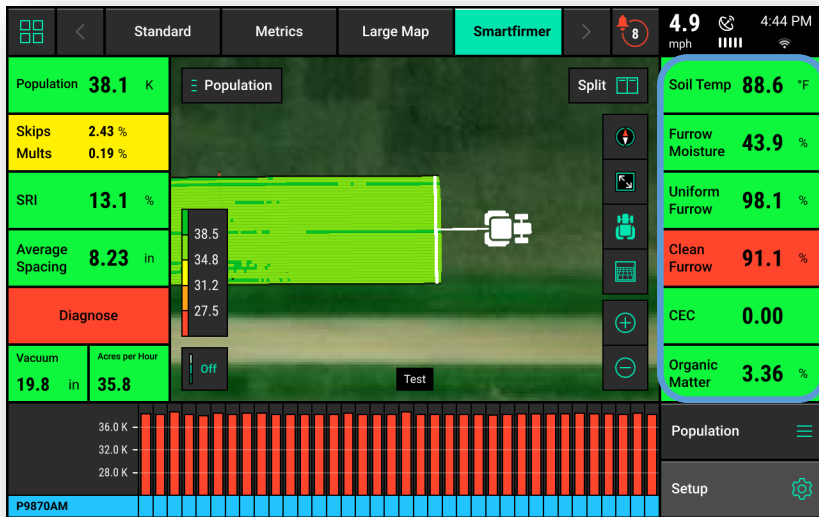 Standard
Metrics
Large Map
Smartfirmer
8
4.9
mph
4:44 PM
Population 38.1 K
Skips 2.43 %
Mults 0.19 %
SRI 13.1 %
Average
Spacing 8.23 in
Diagnose
Vacuum
19.8 in
Acres per Hour
35.8
Population
Split
38.5
34.8
31.2
27.5
Off
Test
Soil Temp 88.6 °F
Furrow
Moisture 43.9 %
Uniform
Furrow 98.1 %
Clean
Furrow 91.1 %
CEC 0.00
Organic
Matter 3.36 %
36.0 K
32.0 K
28.0 K
P9870AM
Population
Setup